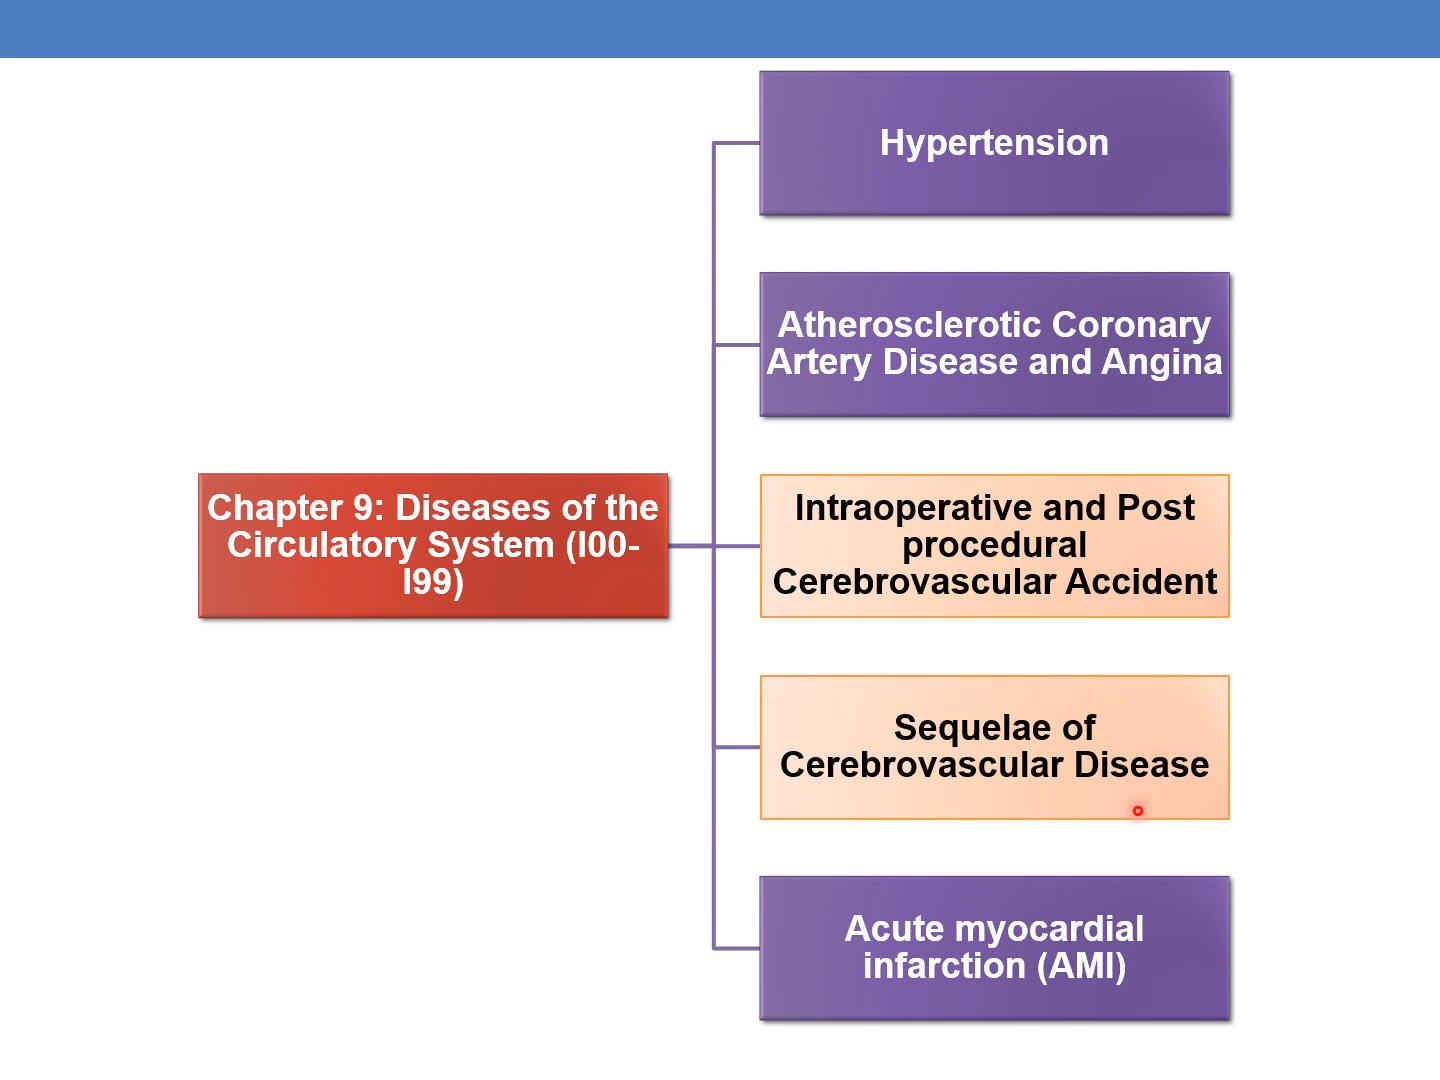 Hypertension
Atherosclerotic Coronary
Artery Disease and Angina
Chapter 9: Diseases of the
Circulatory System (I00-
I99)
Intraoperative and Post
procedural
Cerebrovascular Accident
Sequelae of
Cerebrovascular Disease
Acute myocardial
infarction (AMI)